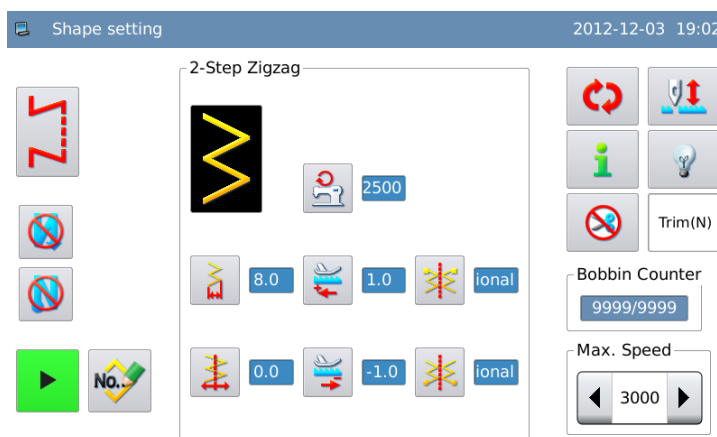 Shape setting
2012-12-03 19:02
2-Step Zigzag
2500
8.0
1.0
ional
0.0
-1.0
ional
No.
Trim(N)
Bobbin Counter
9999/9999
Max. Speed
3000